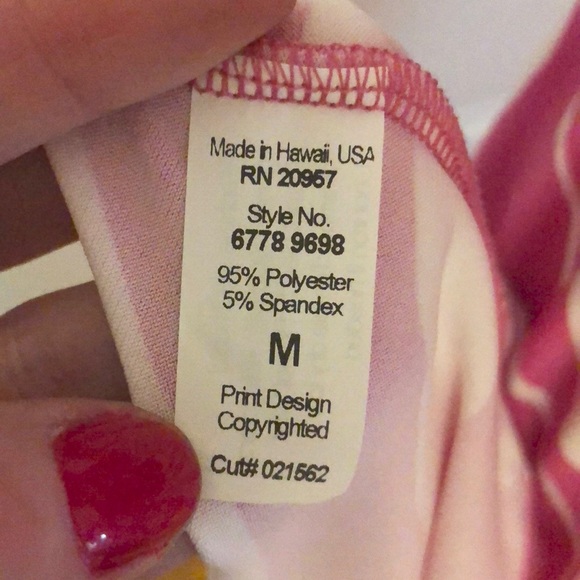 Made in Hawaii, USA
RN 20957
Style No.
6778 9698
95% Polyester
5% Spandex
M
Print Design
Copyrighted
Cut# 021562